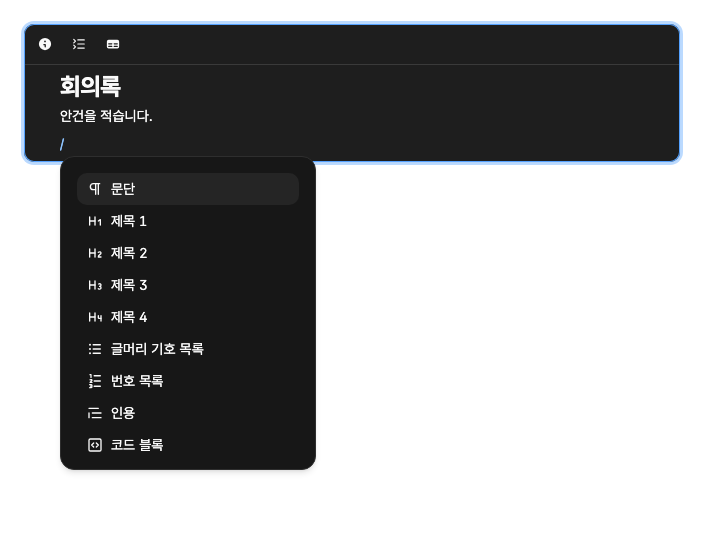 회의록
안건을 적습니다.
/
문단
H1 제목 1
H2 제목 2
H3 제목 3
H4 제목 4
글머리 기호 목록
번호 목록
인용
코드 블록